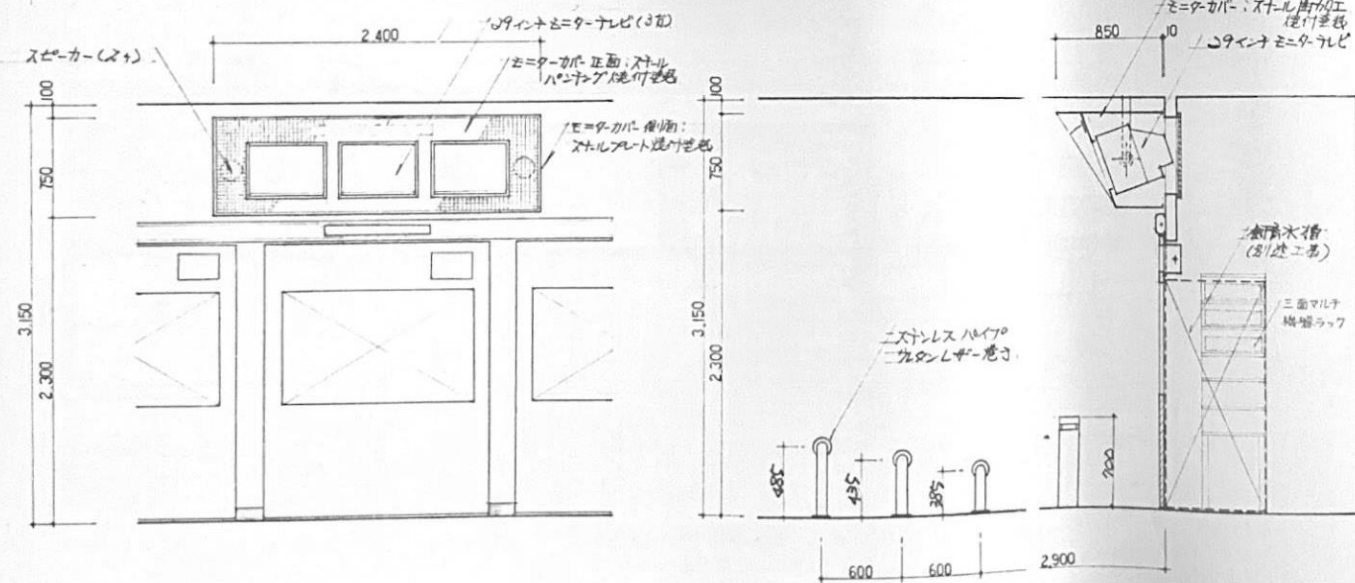 2,400
29インチモニターテレビ(3台)
スピーカー(2ヶ)
モニターカバー正面:スチール
パンチング焼付塗装
モニターカバー側面:
スチールプレート焼付塗装
100
750
3,150
2,300
モニターカバー:スチール曲げ加工
焼付塗装
850
10
29インチモニターテレビ
100
750
3,150
2,300
水槽
(別途工事)
三面マルチ
ラック
ステンレス パイプ
ウレタンレザー巻き
485
435
385
700
600
600
2,900